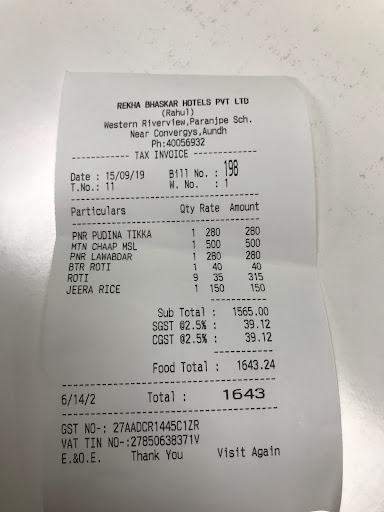 REKHA BHASKAR HOTELS PVT LTD
(Rahul)
Western Riverview,Paranjpe Sch.
Near Convergys,Aundh
Ph:40056932
----------- TAX INVOICE -----------
Date : 15/09/19 Bill No. : 198
T.No.: 11 W. No. : 1
Particulars Qty Rate Amount
PNR PUDINA TIKKA 1 280 280
MTN CHAAP MSL 1 500 500
PNR LAWABDAR 1 280 280
BTR ROTI 1 40 40
ROTI 9 35 315
JEERA RICE 1 150 150
Sub Total : 1565.00
SGST @2.5% : 39.12
CGST @2.5% : 39.12
Food Total : 1643.24
6/14/2 Total : 1643
GST NO-: 27AADCR1445C1ZR
VAT TIN NO-:27850638371V
E.&O.E. Thank You Visit Again